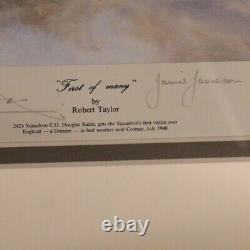 "First of many"
by
Robert Taylor
Jamie Jameson
242's Squadron C.O. Douglas Bader, gets the Squadron's first victim over
England — a Dornier — in bad weather over Cromer, July 1940.